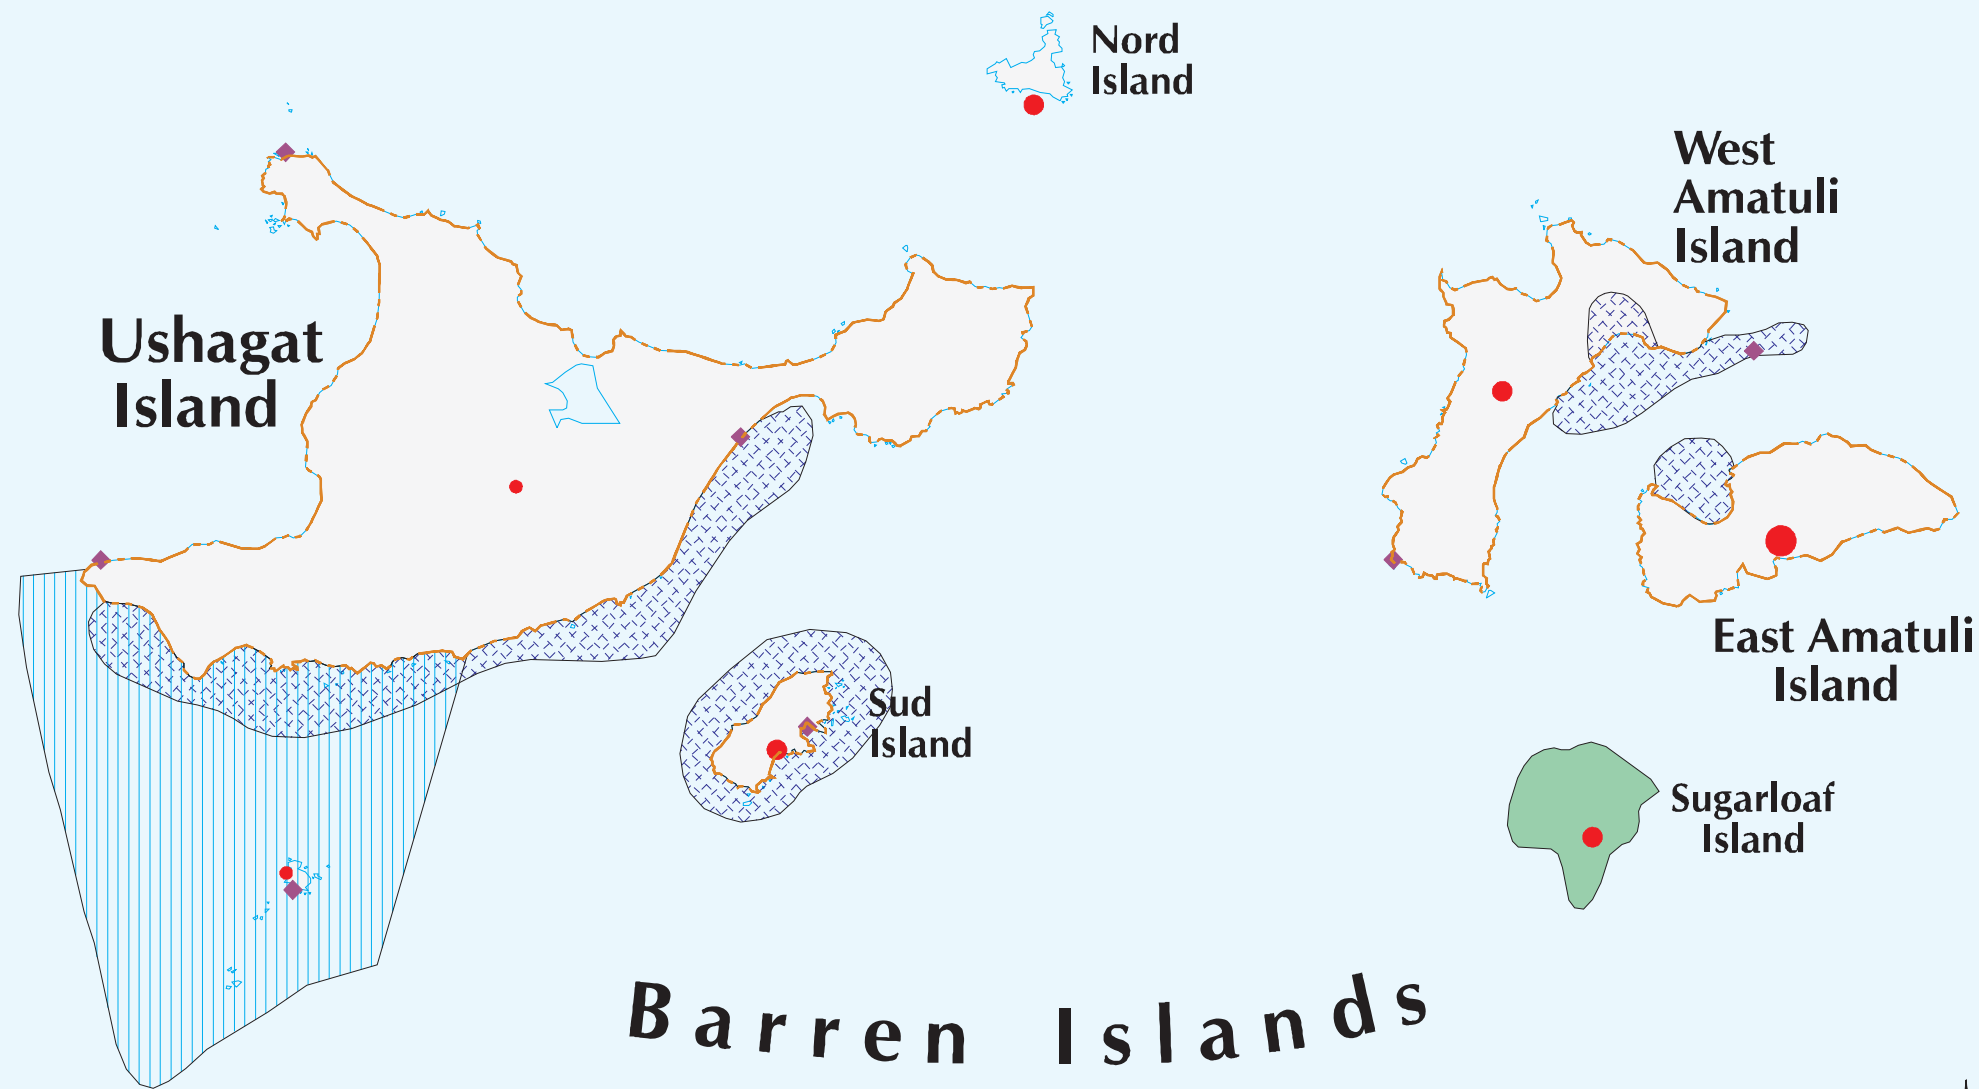 Nord
Island
West
Amatuli
Island
Ushagat
Island
East Amatuli
Island
Sud
Island
Sugarloaf
Island
Barren Islands